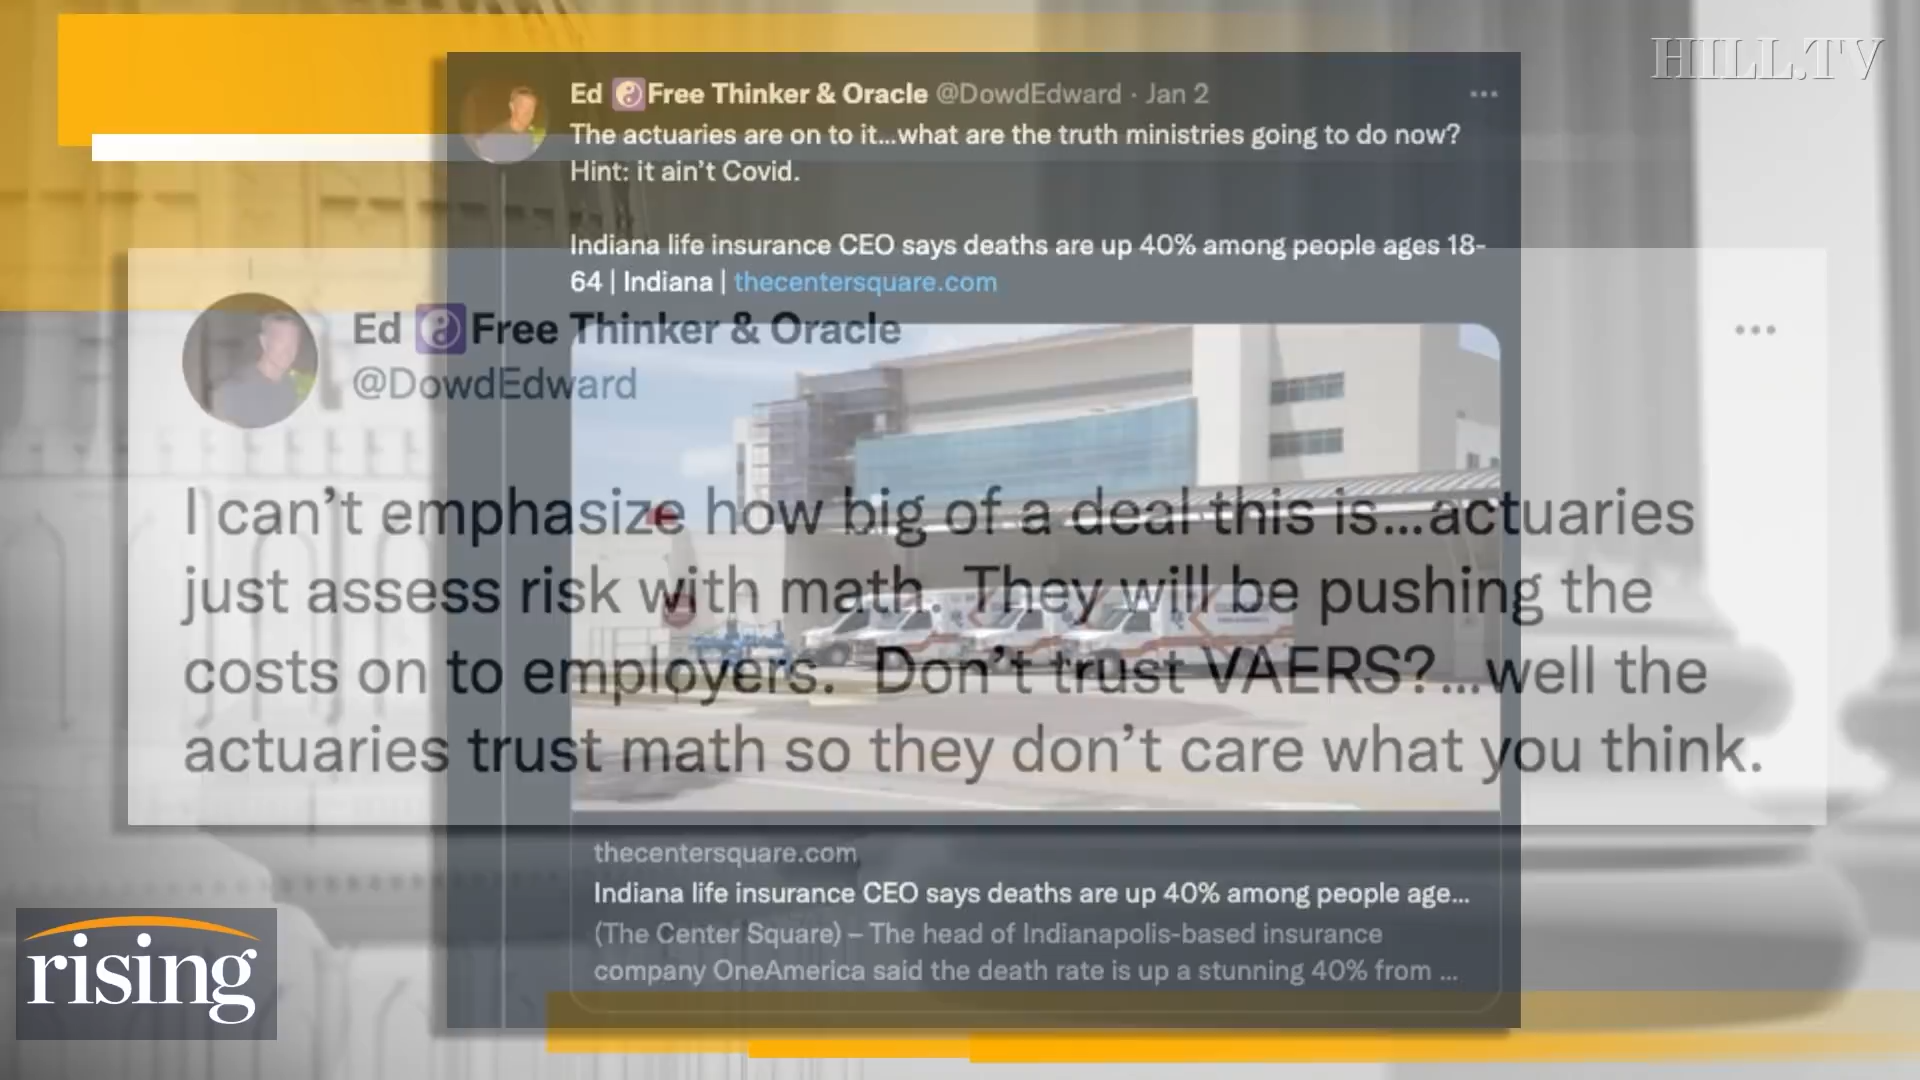 HILL.TV
Ed Free Thinker & Oracle @DowdEdward · Jan 2
The actuaries are on to it...what are the truth ministries going to do now?
Hint: it ain't Covid.
Indiana life insurance CEO says deaths are up 40% among people ages 18-
64 | Indiana | thecentersquare.com
Ed Free Thinker & Oracle
@DowdEdward
I can't emphasize how big of a deal this is...actuaries
just assess risk with math. They will be pushing the
costs on to employers. Don't trust VAERS?...well the
actuaries trust math so they don't care what you think.
thecentersquare.com
Indiana life insurance CEO says deaths are up 40% among people age...
(The Center Square) – The head of Indianapolis-based insurance
company OneAmerica said the death rate is up a stunning 40% from ...
rising